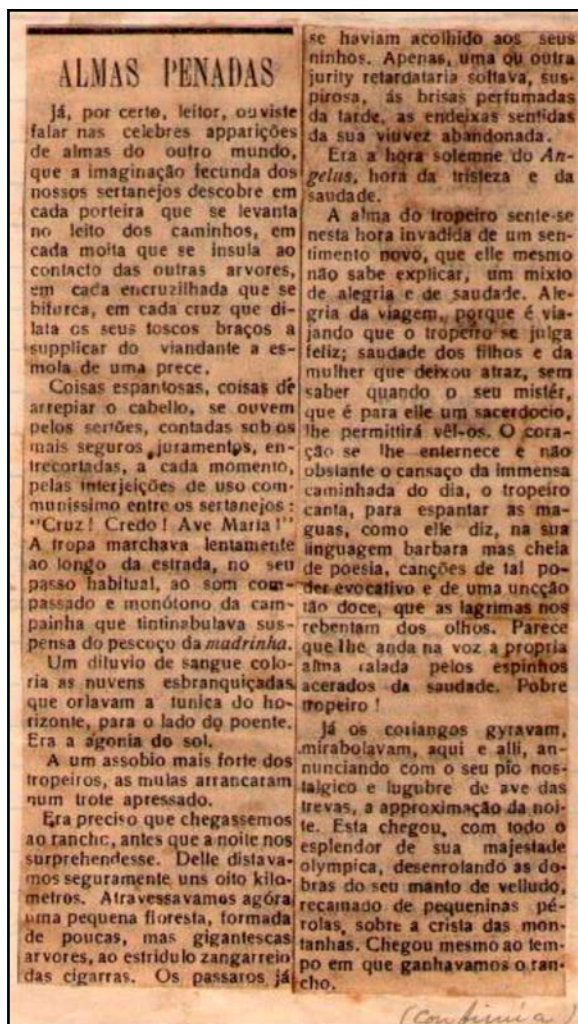 ALMAS PENADAS
Já, por certo, leitor, ouviste
falar nas celebres apparições
de almas do outro mundo,
que a imaginação fecunda dos
nossos sertanejos descobre em
cada porteira que se levanta
no leito dos caminhos, em
cada moita que se insula ao
contacto das outras arvores,
em cada encruzilhada que se
bifurca, em cada cruz que di-
lata os seus toscos braços a
supplicar do viandante a es-
mola de uma prece.
Coisas espantosas, coisas de
arrepiar o cabello, se ouvem
pelos sertões, contadas sob os
mais seguros juramentos, en-
trecortadas, a cada momento,
pelas interjeições de uso com-
munissimo entre os sertanejos:
"Cruz! Credo! Ave Maria!"
A tropa marchava lentamente
ao longo da estrada, no seu
passo habitual, ao som com-
passado e monótono da cam-
painha que tintinabulava sus-
pensa do pescoço da madrinha.
Um diluvio de sangue colo-
ria as nuvens esbranquiçadas
que orlavam a tunica do ho-
rizonte, para o lado do poente.
Era a agonia do sol.
A um assobio mais forte dos
tropeiros, as mulas arrancaram
num trote apressado.
Era preciso que chegassemos
ao rancho, antes que a noite nos
surprehendesse. Delle distava-
mos seguramente uns oito kilo-
metros. Atravessavamos agóra
uma pequena floresta, formada
de poucas, mas gigantescas
arvores, ao estridulo zangarreio
das cigarras. Os passaros já
se haviam acolhido aos seus
ninhos. Apenas, uma ou outra
jurity retardataria soltava, sus-
pirosa, ás brisas perfumadas
da tarde, as endeixas sentidas
da sua viuvez abandonada.
Era a hora solemne do An-
gelus, hora da tristeza e da
saudade.
A alma do tropeiro sente-se
nesta hora invadida de um sen-
timento novo, que elle mesmo
não sabe explicar, um mixto
de alegria e de saudade. Ale-
gria da viagem, porque é via-
jando que o tropeiro se julga
feliz; saudade dos filhos e da
mulher que deixou atraz, sem
saber quando o seu mistér,
que é para elle um sacerdocio,
lhe permittirá vêl-os. O cora-
ção se lhe enternece e não
obstante o cansaço da immensa
caminhada do dia, o tropeiro
canta, para espantar as ma-
guas, como elle diz, na sua
linguagem barbara mas cheia
de poesia, canções de tal po-
der evocativo e de uma uncção
tão doce, que as lagrimas nos
rebentam dos olhos. Parece
que lhe anda na voz a propria
alma ralada pelos espinhos
acerados da saudade. Pobre
tropeiro!
Já os coriangos gyravam,
mirabolavam, aqui e alli, an-
nunciando com o seu pio nos-
talgico e lugubre de ave das
trevas, a approximação da noi-
te. Esta chegou, com todo o
esplendor de sua majestade
olympica, desenrolando as do-
bras do seu manto de velludo,
recamado de pequeninas pé-
rolas, sobre a crista das mon-
tanhas. Chegou mesmo ao tem-
po em que ganhavamos o ran-
cho.
(Continúa)